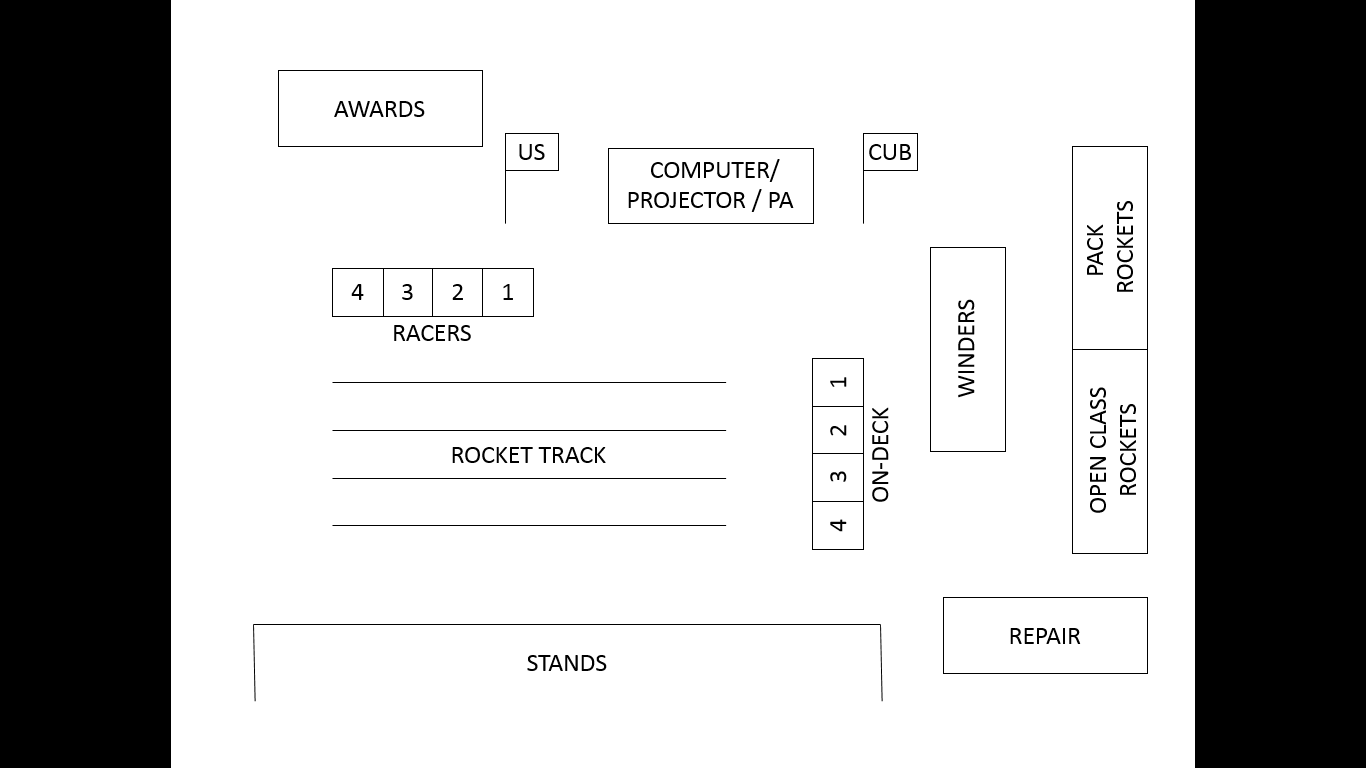 AWARDS
US
COMPUTER/
PROJECTOR / PA
CUB
PACK
ROCKETS
4 3 2 1
RACERS
WINDERS
ROCKET TRACK
1
2
3
4
ON-DECK
OPEN CLASS
ROCKETS
STANDS
REPAIR